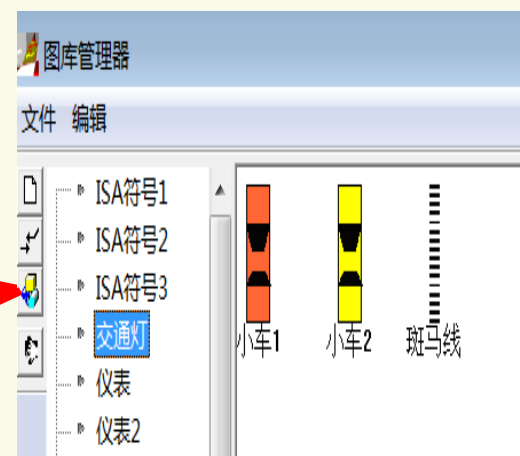 图库管理器
文件 编辑
ISA符号1
ISA符号2
ISA符号3
交通灯
仪表
仪表2
小车1 小车2 斑马线